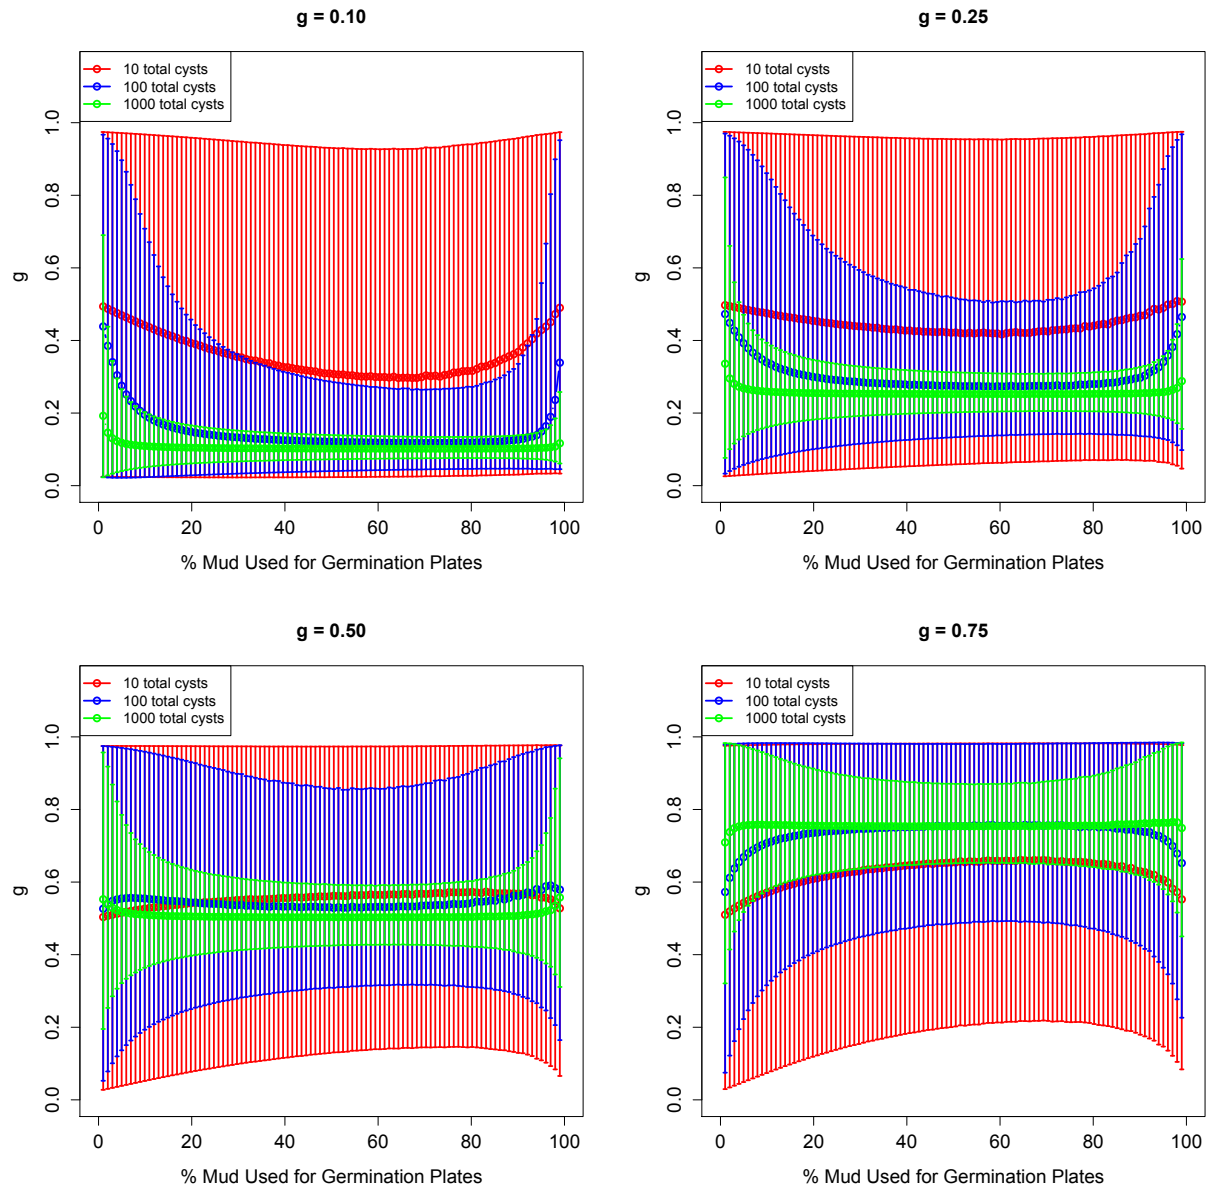 g = 0.10
10 total cysts
100 total cysts
1000 total cysts
g
0.0
0.2
0.4
0.6
0.8
1.0
0 20 40 60 80 100
% Mud Used for Germination Plates
g = 0.25
10 total cysts
100 total cysts
1000 total cysts
g
0.0
0.2
0.4
0.6
0.8
1.0
0 20 40 60 80 100
% Mud Used for Germination Plates
g = 0.50
10 total cysts
100 total cysts
1000 total cysts
g
0.0
0.2
0.4
0.6
0.8
1.0
0 20 40 60 80 100
% Mud Used for Germination Plates
g = 0.75
10 total cysts
100 total cysts
1000 total cysts
g
0.0
0.2
0.4
0.6
0.8
1.0
0 20 40 60 80 100
% Mud Used for Germination Plates